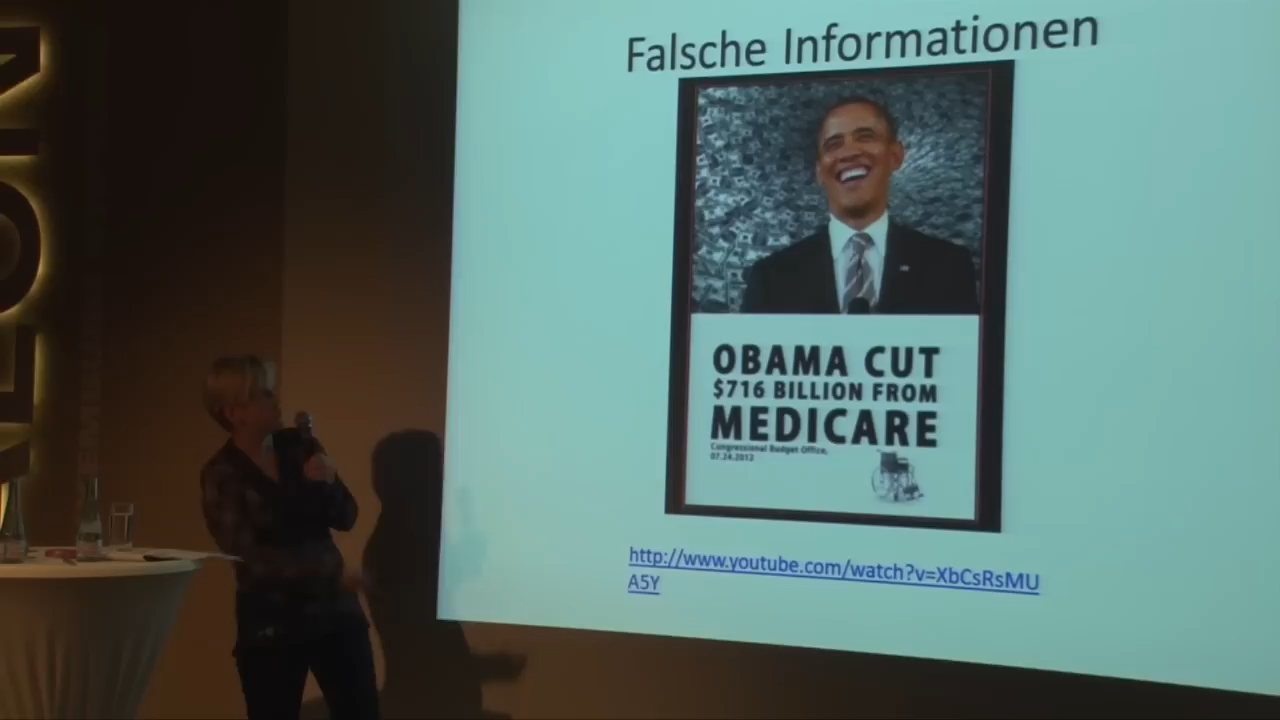 Falsche Informationen
OBAMA CUT
$716 BILLION FROM
MEDICARE
Congressional Budget Office,
07.24.2012
http://www.youtube.com/watch?v=XbCsRsMU
A5Y